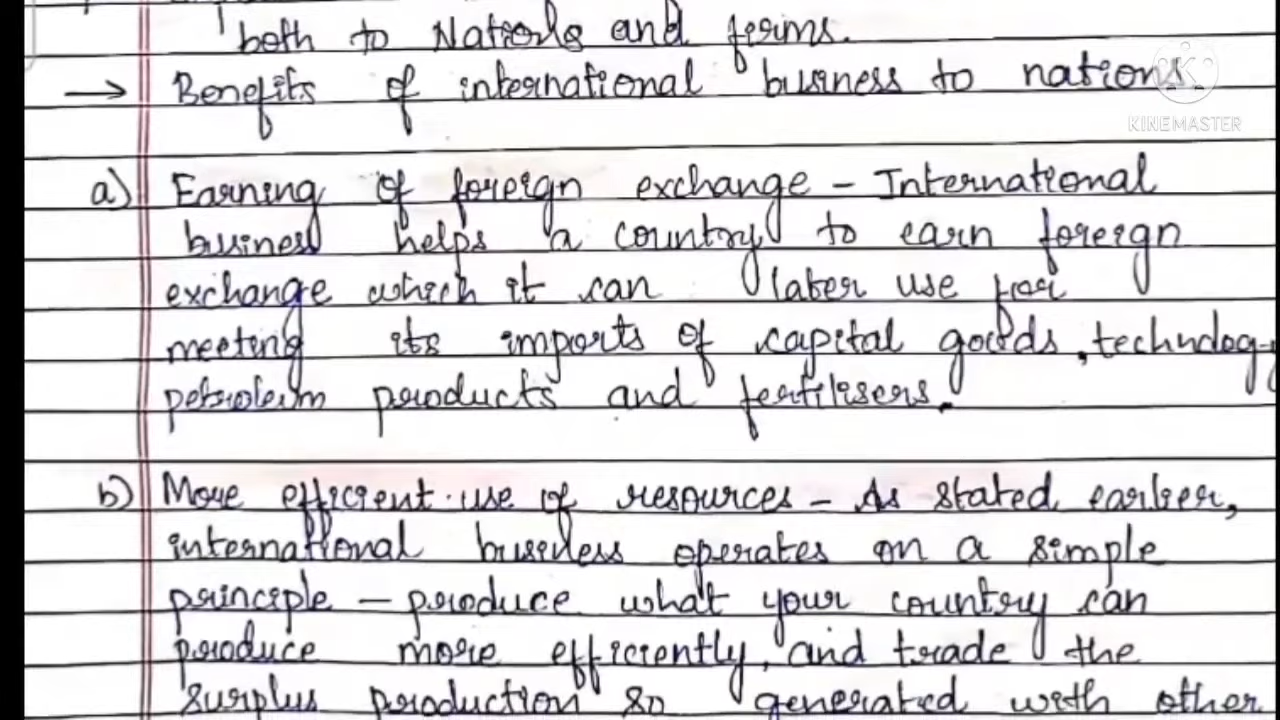 both to Nations and firms.
→ Benefits of international business to nations
KINEMASTER
a) Earning of foreign exchange - International
business helps a country to earn foreign
exchange which it can later use for
meeting its imports of capital goods, technology
petroleum products and fertilisers.
b) More efficient use of resources - As stated earlier,
international business operates on a simple
principle - produce what your country can
produce more efficiently, and trade the
surplus production so generated with other